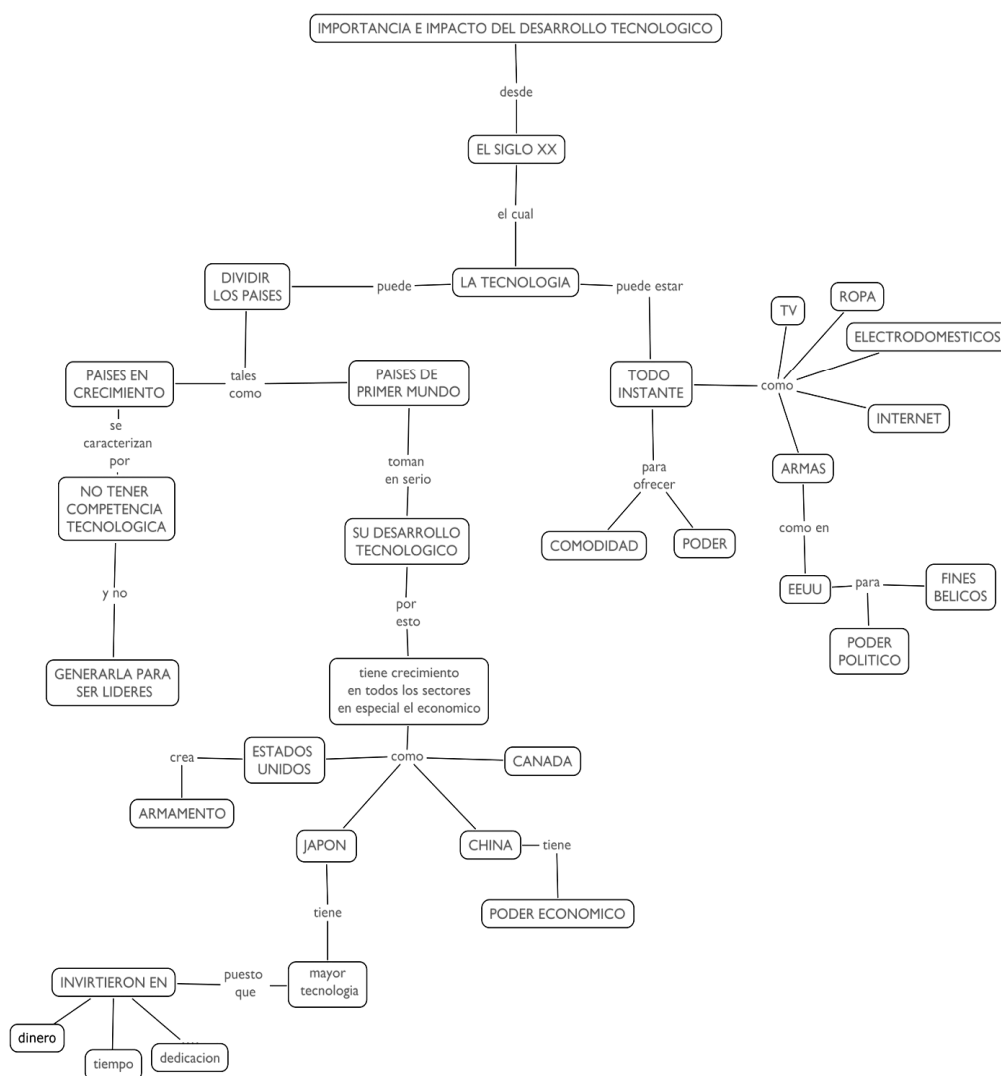 IMPORTANCIA E IMPACTO DEL DESARROLLO TECNOLOGICO
desde
EL SIGLO XX
el cual
LA TECNOLOGIA
puede
DIVIDIR
LOS PAISES
tales
como
PAISES EN
CRECIMIENTO
se
caracterizan
por
NO TENER
COMPETENCIA
TECNOLOGICA
y no
GENERARLA PARA
SER LIDERES
PAISES DE
PRIMER MUNDO
toman
en serio
SU DESARROLLO
TECNOLOGICO
por
esto
tiene crecimiento
en todos los sectores
en especial el economico
como
ESTADOS
UNIDOS
crea
ARMAMENTO
CANADA
JAPON
tiene
mayor
tecnologia
puesto
que
INVIRTIERON EN
dinero
tiempo
dedicacion
CHINA
tiene
PODER ECONOMICO
puede estar
TODO
INSTANTE
para
ofrecer
COMODIDAD
PODER
como
TV
ROPA
ELECTRODOMESTICOS
INTERNET
ARMAS
como en
EEUU
para
FINES
BELICOS
PODER
POLITICO